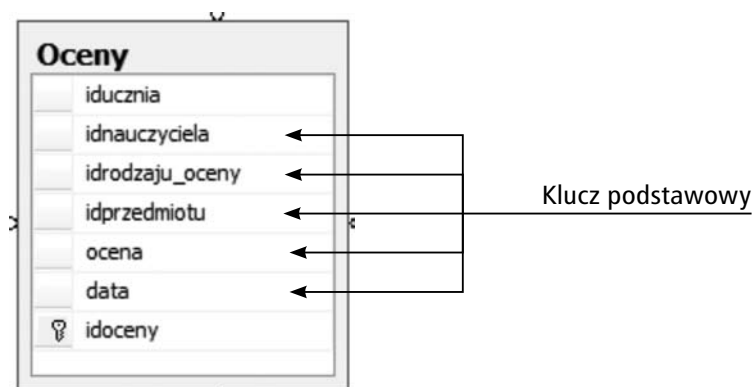 Oceny
iducznia
idnauczyciela
idrodzaju_oceny
idprzedmiotu
Klucz podstawowy
ocena
data
idoceny